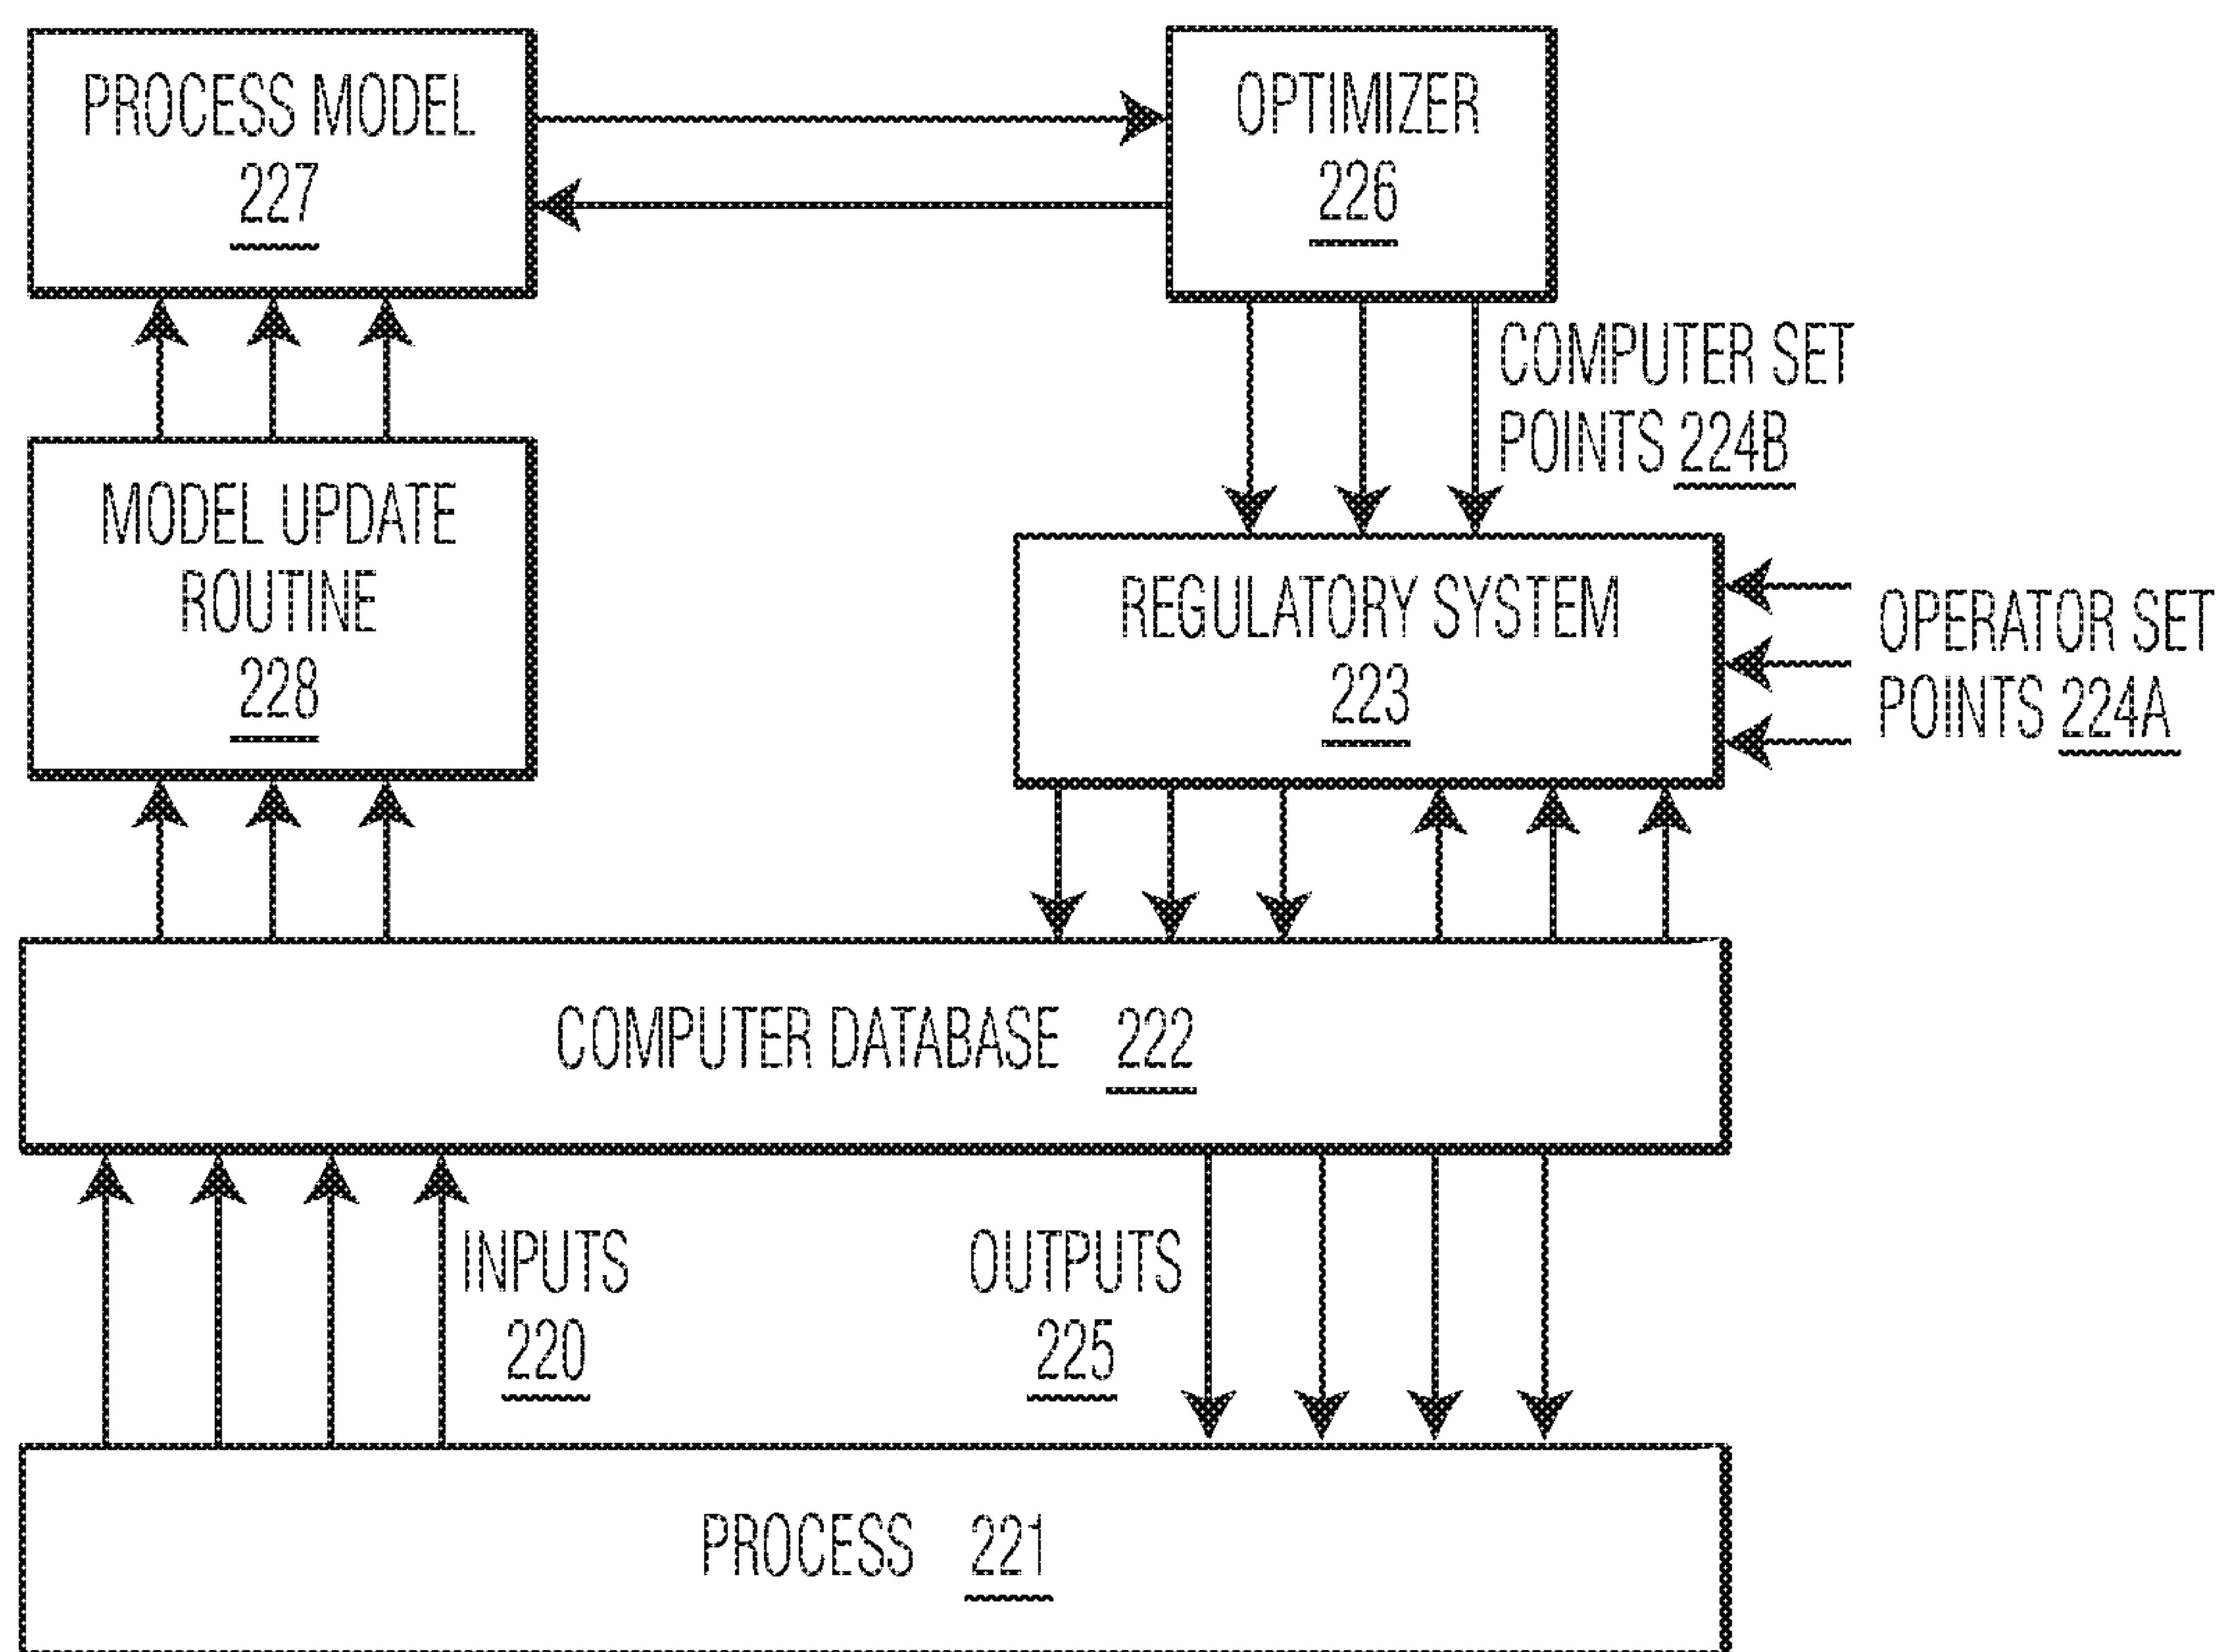 PROCESS MODEL
227
OPTIMIZER
226
COMPUTER SET
POINTS 224B
MODEL UPDATE
ROUTINE
228
REGULATORY SYSTEM
223
OPERATOR SET
POINTS 224A
COMPUTER DATABASE 222
INPUTS
220
OUTPUTS
225
PROCESS 221